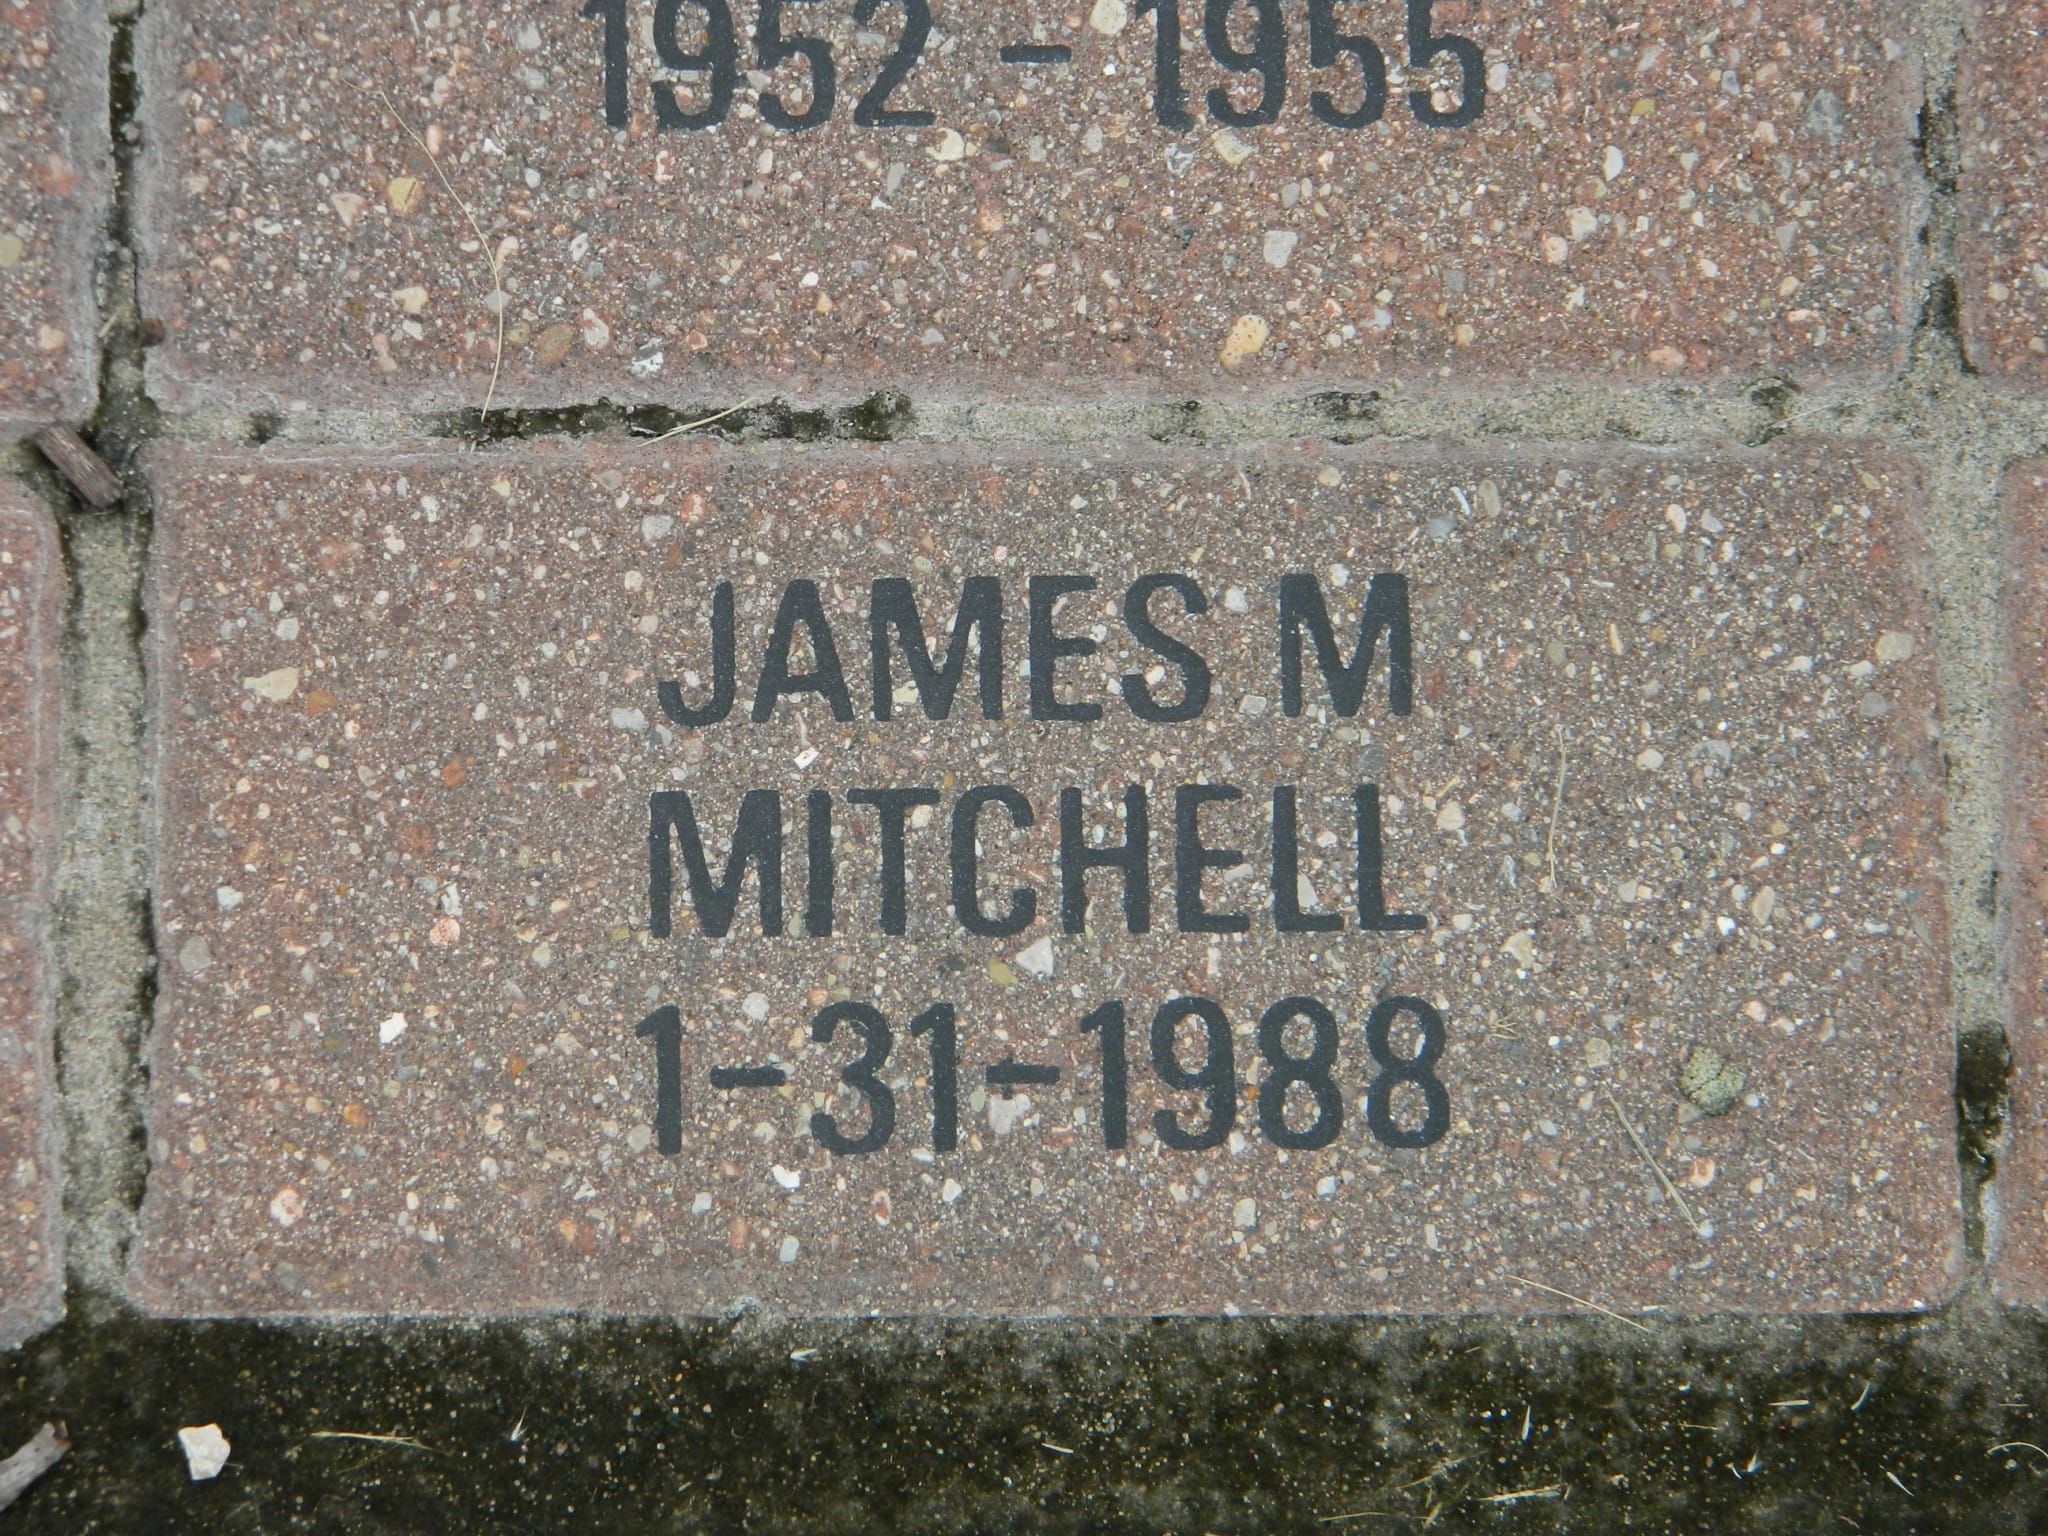 1952 - 1955
JAMES M
MITCHELL
1-31-1988